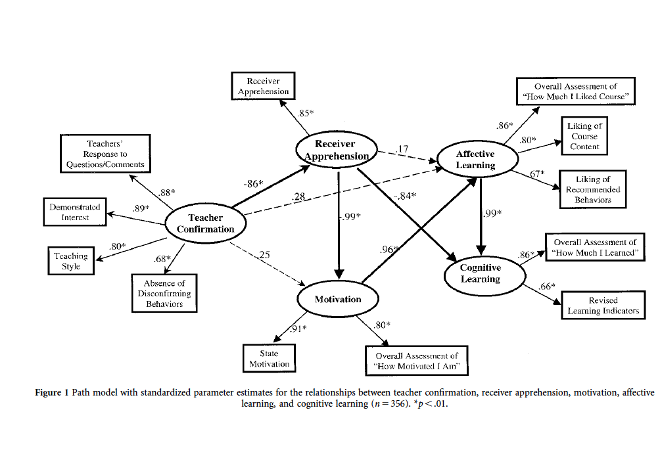 Receiver
Apprehension
.85*
Overall Assessment of
"How Much I Liked Course"
.86*
Liking of
Course
Content
.80*
Teachers'
Response to
Questions/Comments
.88*
Receiver
Apprehension
.17
Affective
Learning
.67*
Liking of
Recommended
Behaviors
-.86*
.28
-.84*
Demonstrated
Interest
.89*
Teacher
Confirmation
-.99*
.99*
Teaching
Style
.80*
.68*
Absence of
Disconfirming
Behaviors
.25
.96*
Overall Assessment of
"How Much I Learned"
.86*
Cognitive
Learning
.66*
Revised
Learning Indicators
Motivation
.91*
.80*
State
Motivation
Overall Assessment of
"How Motivated I Am"
Figure 1 Path model with standardized parameter estimates for the relationships between teacher confirmation, receiver apprehension, motivation, affective
learning, and cognitive learning (n = 356). *p < .01.